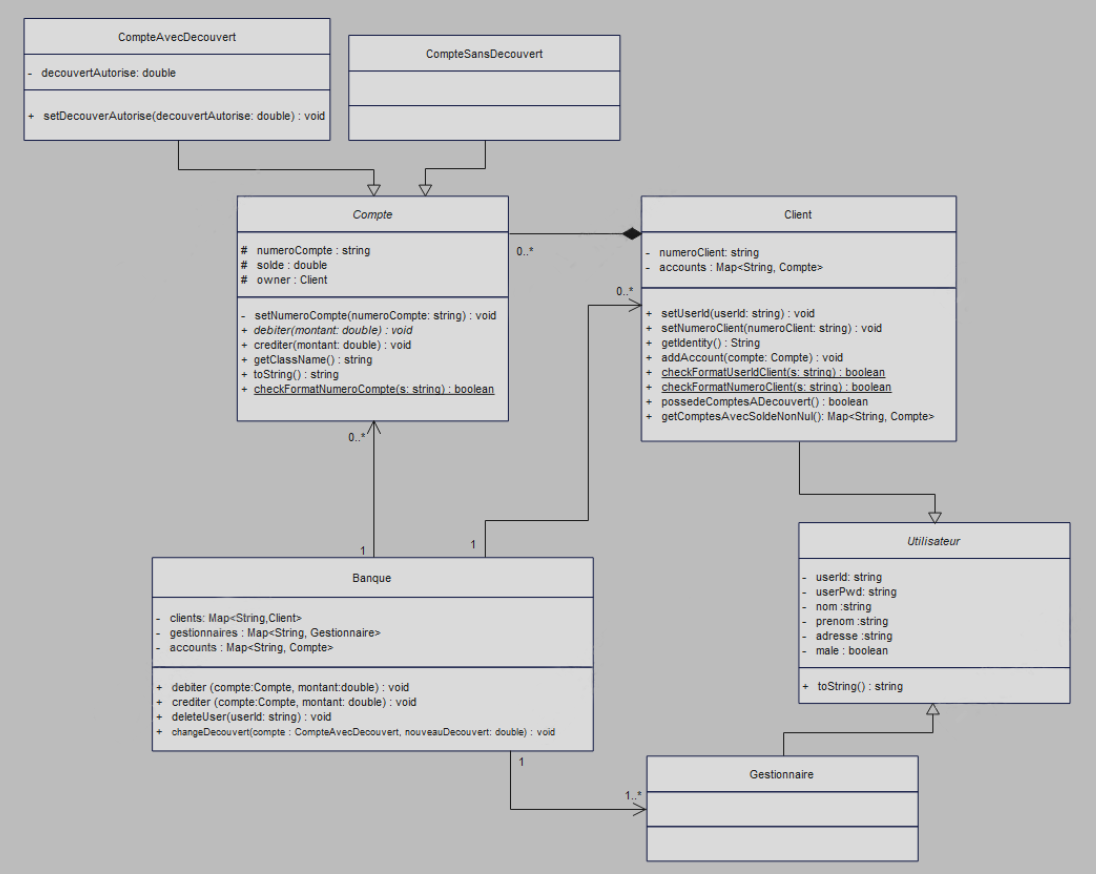 CompteAvecDecouvert
- decouvertAutorise: double
+ setDecouverAutorise(decouvertAutorise: double) : void
CompteSansDecouvert
Compte
# numeroCompte : string
# solde : double
# owner : Client
- setNumeroCompte(numeroCompte: string) : void
+ debiter(montant: double) : void
+ crediter(montant: double) : void
+ getClassName() : string
+ toString() : string
+ checkFormatNumeroCompte(s: string) : boolean
0..*
Client
- numeroClient: string
- accounts : Map<String, Compte>
+ setUserId(userId: string) : void
+ setNumeroClient(numeroClient: string) : void
+ getIdentity() : String
+ addAccount(compte: Compte) : void
+ checkFormatUserIdClient(s: string) : boolean
+ checkFormatNumeroClient(s: string) : boolean
+ possedeComptesADecouvert() : boolean
+ getComptesAvecSoldeNonNul(): Map<String, Compte>
0..*
0..*
1
1
Banque
- clients: Map<String,Client>
- gestionnaires : Map<String, Gestionnaire>
- accounts : Map<String, Compte>
+ debiter (compte:Compte, montant:double) : void
+ crediter (compte:Compte, montant: double) : void
+ deleteUser(userId: string) : void
+ changeDecouvert(compte : CompteAvecDecouvert, nouveauDecouvert: double) : void
Utilisateur
- userId: string
- userPwd: string
- nom :string
- prenom :string
- adresse :string
- male : boolean
+ toString() : string
1
1..*
Gestionnaire